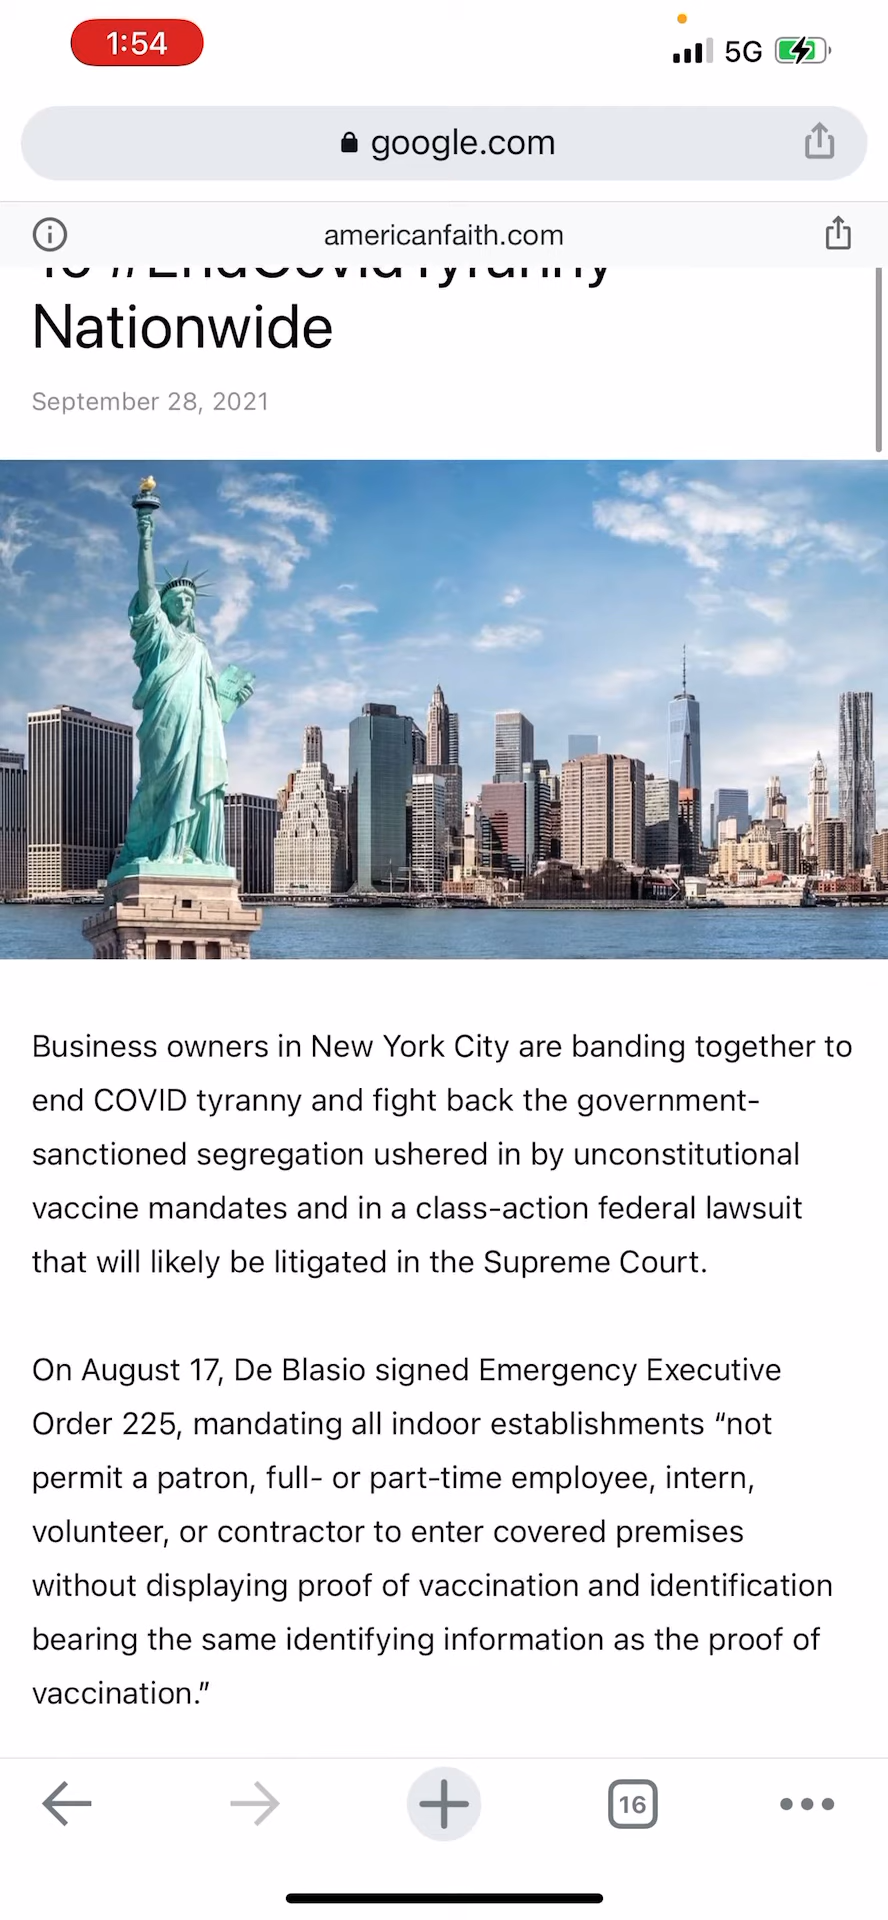 1:54
5G
google.com
americanfaith.com
To #EndCovidTyranny
Nationwide
September 28, 2021
Business owners in New York City are banding together to
end COVID tyranny and fight back the government-
sanctioned segregation ushered in by unconstitutional
vaccine mandates and in a class-action federal lawsuit
that will likely be litigated in the Supreme Court.
On August 17, De Blasio signed Emergency Executive
Order 225, mandating all indoor establishments “not
permit a patron, full- or part-time employee, intern,
volunteer, or contractor to enter covered premises
without displaying proof of vaccination and identification
bearing the same identifying information as the proof of
vaccination.”
16